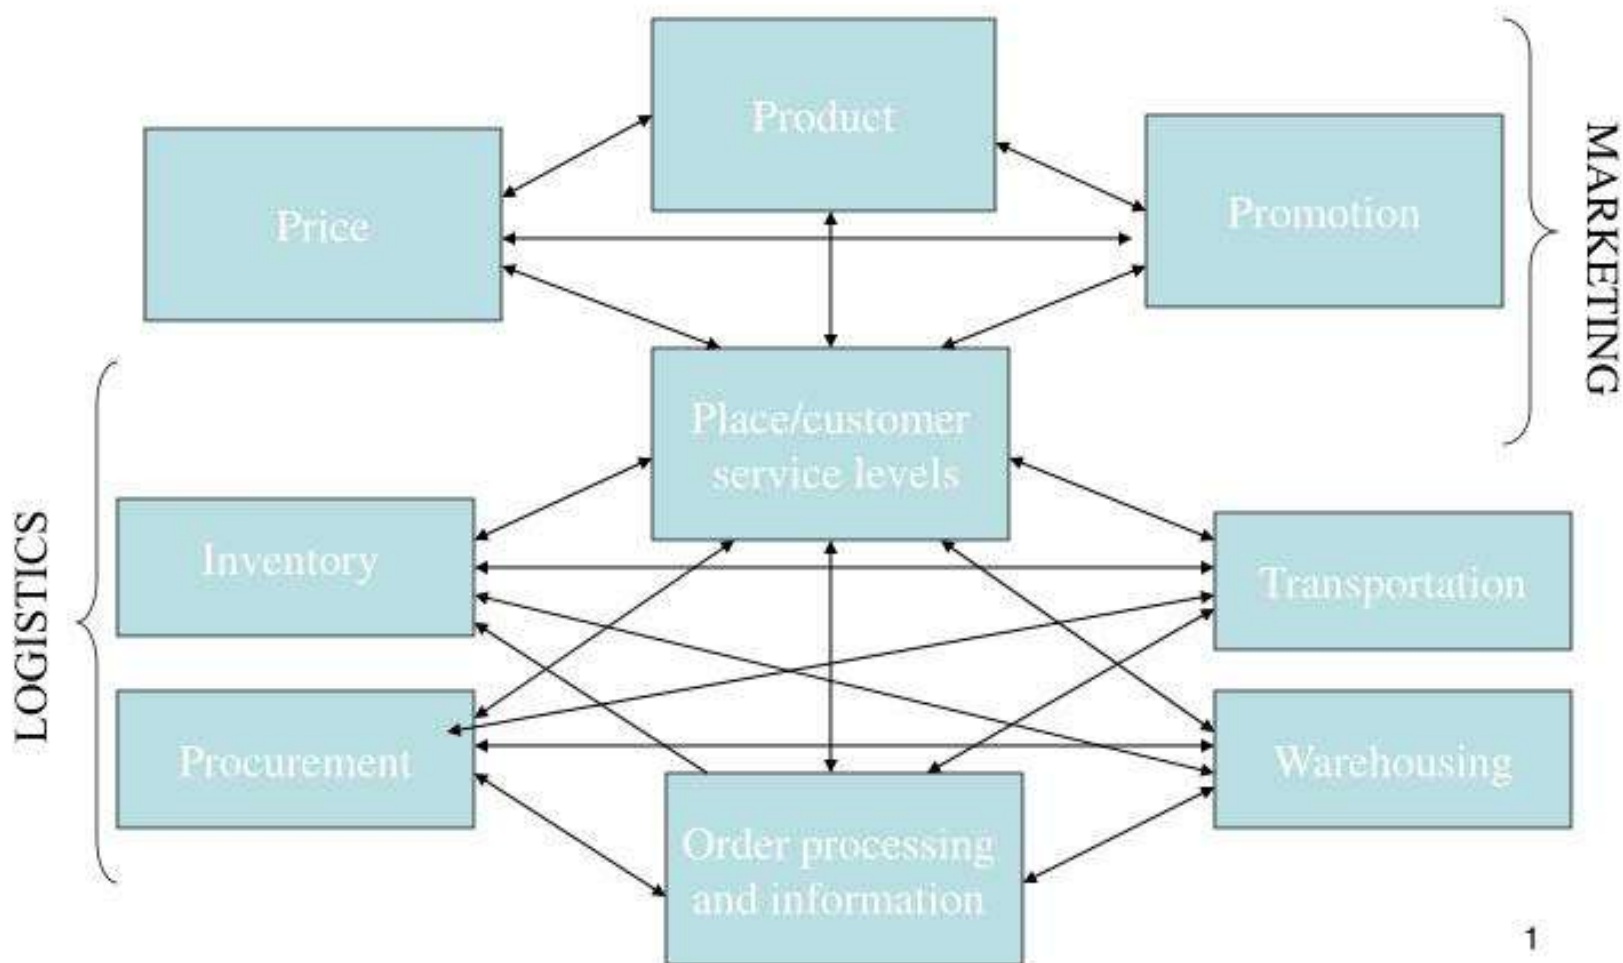 Product
Promotion
Price
MARKETING
Place/customer
service levels
LOGISTICS
Inventory
Transportation
Procurement
Warehousing
Order processing
and information
1